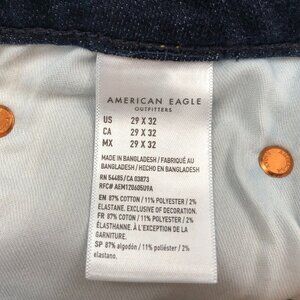 AMERICAN EAGLE
OUTFITTERS
US 29 X 32
CA 29 X 32
MX 29 X 32
MADE IN BANGLADESH / FABRIQUÉ AU
BANGLADESH / HECHO EN BANGLADESH
RN 54485/CA 03873
RFC# AEM120605U9A
EN 87% COTTON / 11% POLYESTER / 2%
ELASTANE. EXCLUSIVE OF DECORATION.
FR 87% COTON / 11% POLYESTER / 2%
ÉLASTHANNE. À L'EXCEPTION DE LA
GARNITURE.
SP 87% algodón / 11% poliéster / 2%
elastano.